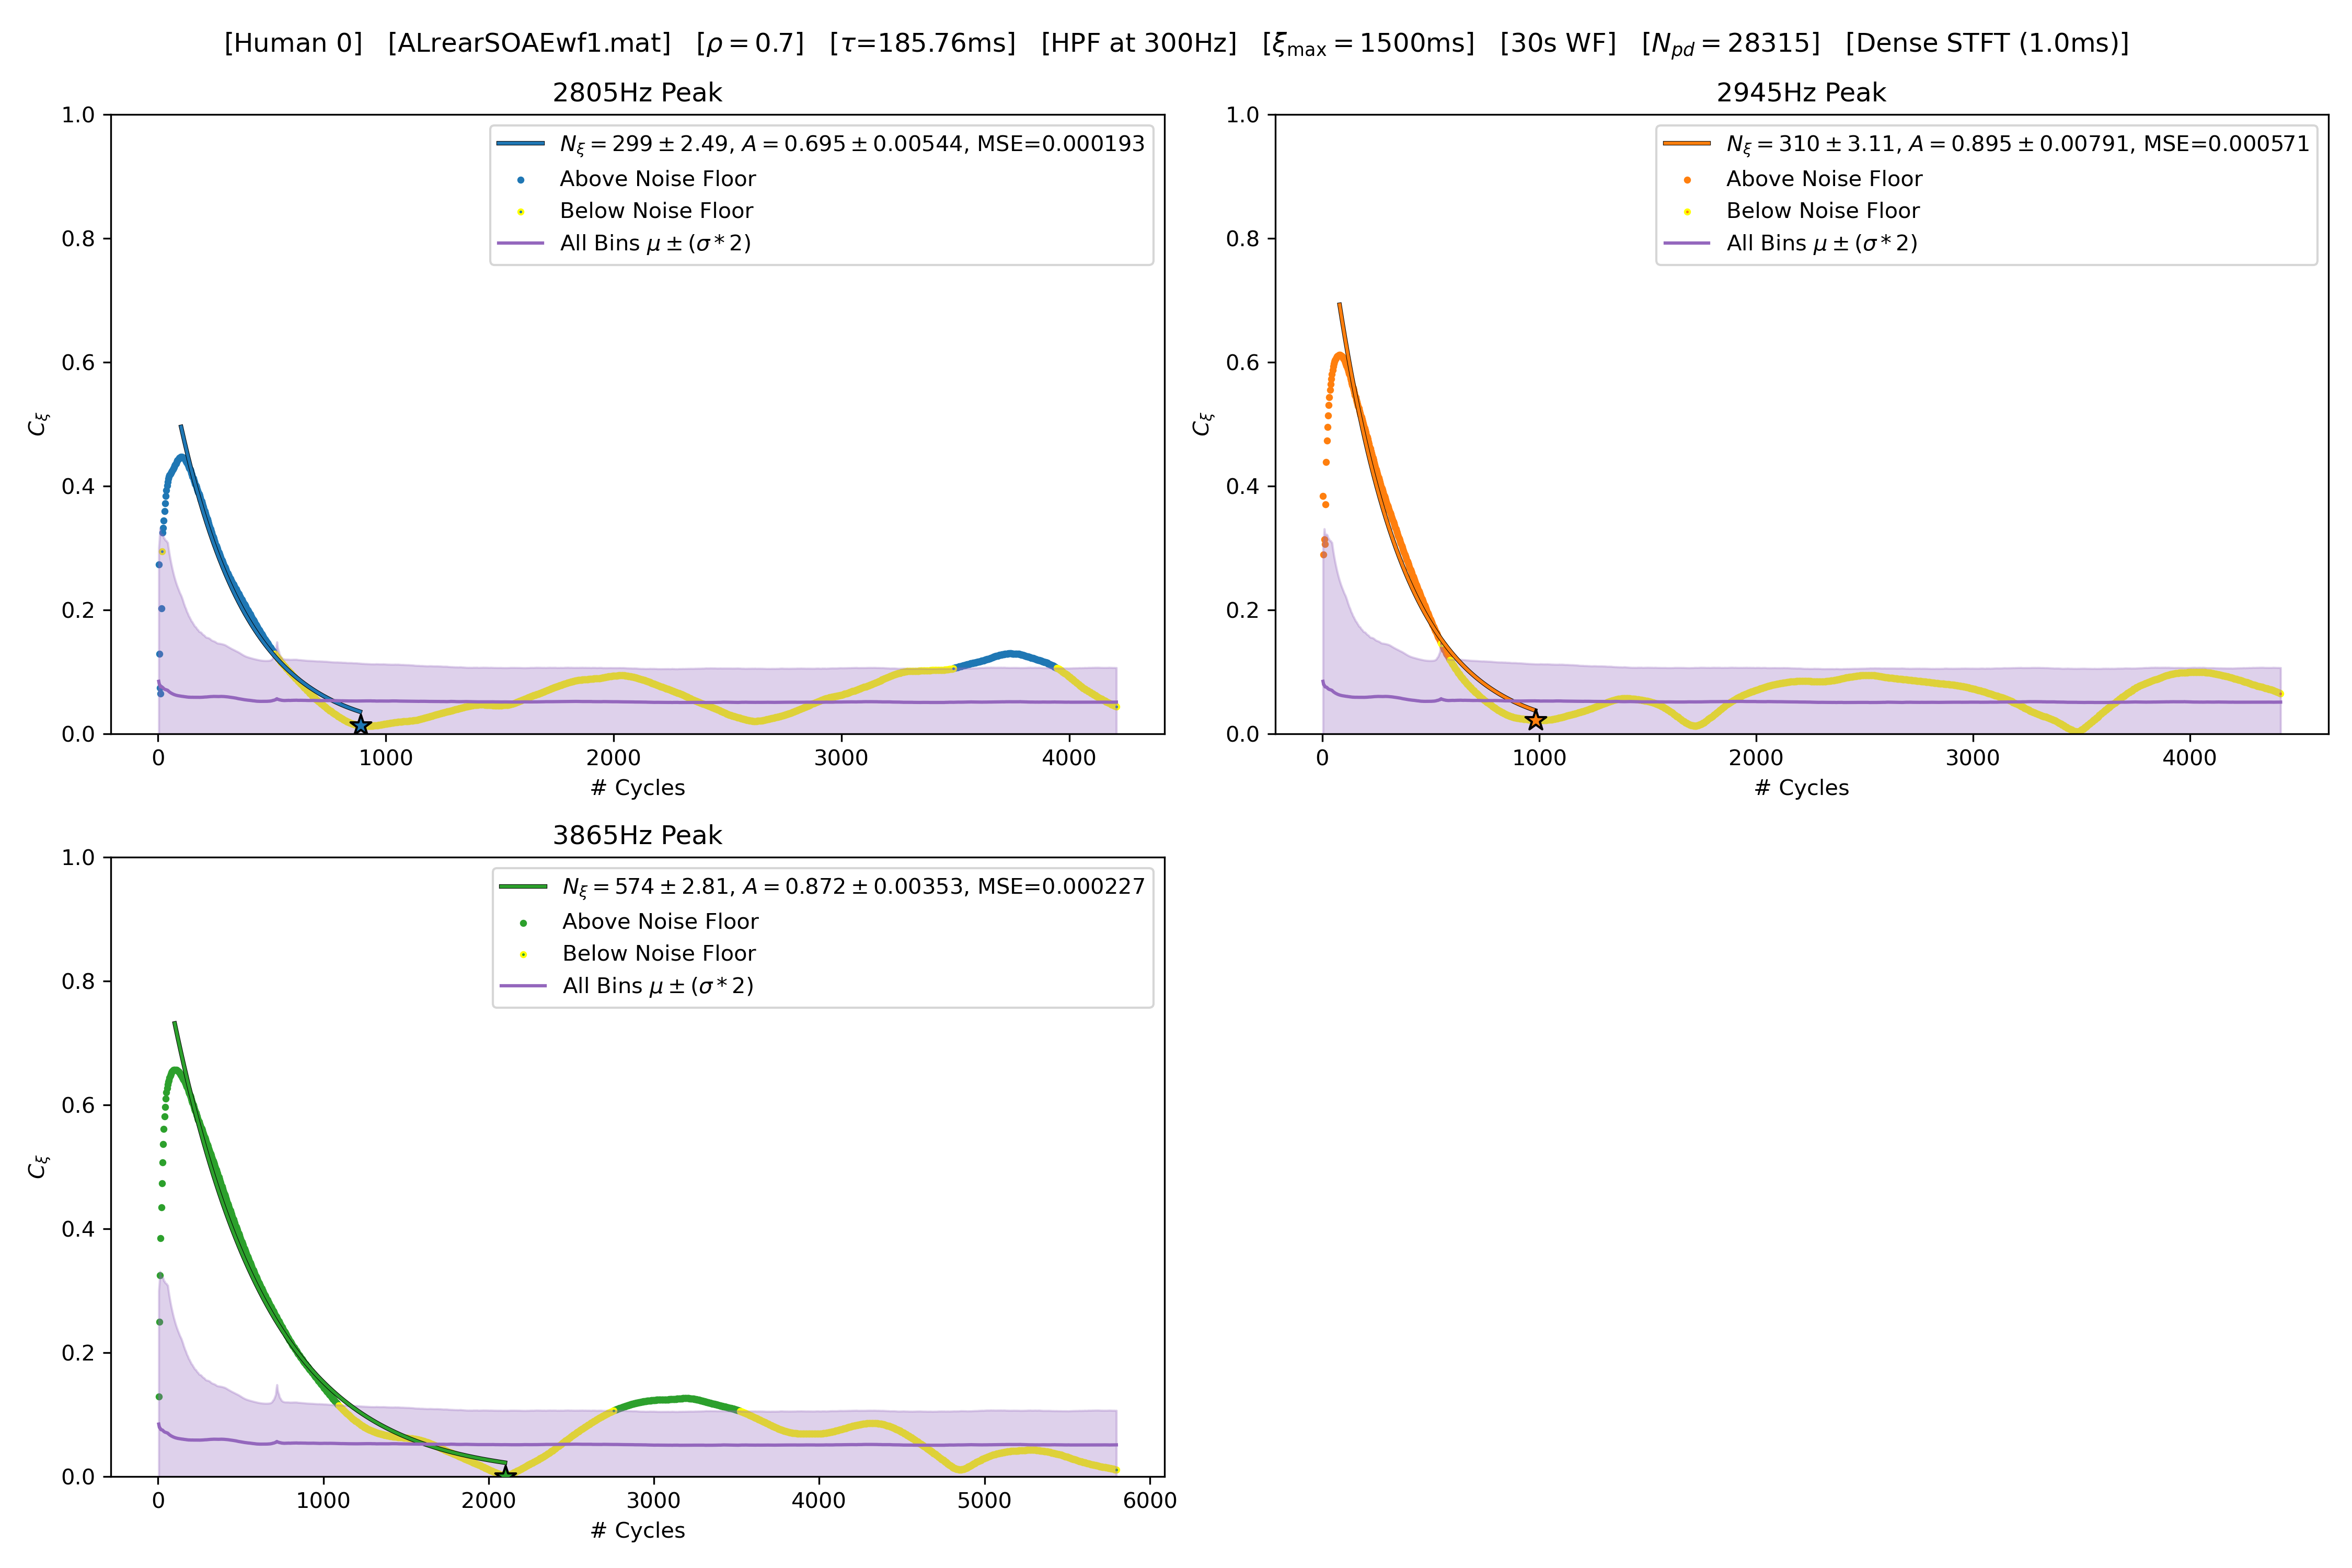 [Human 0] [ALrearSOAEwf1.mat] [ρ = 0.7] [τ=185.76ms] [HPF at 300Hz] [ξmax = 1500ms] [30s WF] [Npd = 28315] [Dense STFT (1.0ms)]
2805Hz Peak
Nξ = 299 ± 2.49, A = 0.695 ± 0.00544, MSE=0.000193
Above Noise Floor
Below Noise Floor
All Bins μ ± (σ * 2)
1.0
0.8
0.6
0.4
0.2
0.0
Cξ
0 1000 2000 3000 4000
# Cycles
2945Hz Peak
Nξ = 310 ± 3.11, A = 0.895 ± 0.00791, MSE=0.000571
Above Noise Floor
Below Noise Floor
All Bins μ ± (σ * 2)
1.0
0.8
0.6
0.4
0.2
0.0
Cξ
0 1000 2000 3000 4000
# Cycles
3865Hz Peak
Nξ = 574 ± 2.81, A = 0.872 ± 0.00353, MSE=0.000227
Above Noise Floor
Below Noise Floor
All Bins μ ± (σ * 2)
1.0
0.8
0.6
0.4
0.2
0.0
Cξ
0 1000 2000 3000 4000 5000 6000
# Cycles